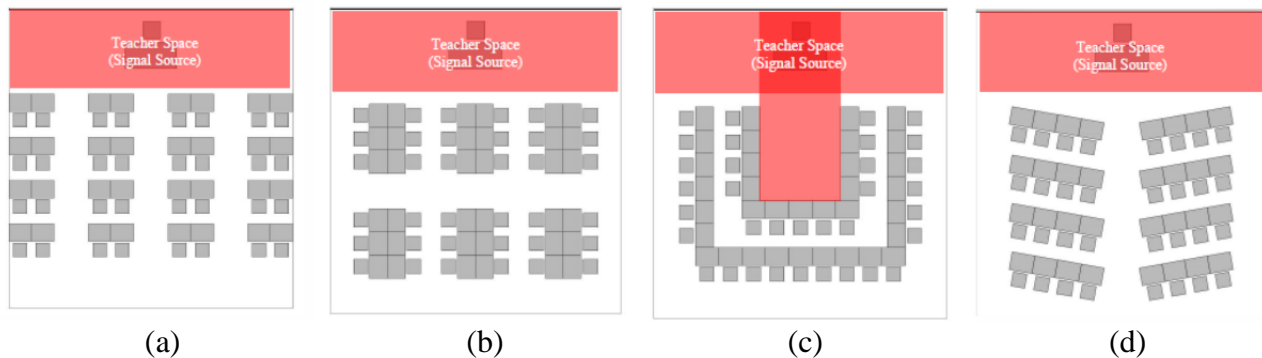 Teacher Space
(Signal Source)
Teacher Space
(Signal Source)
Teacher Space
(Signal Source)
Teacher Space
(Signal Source)
(a)
(b)
(c)
(d)